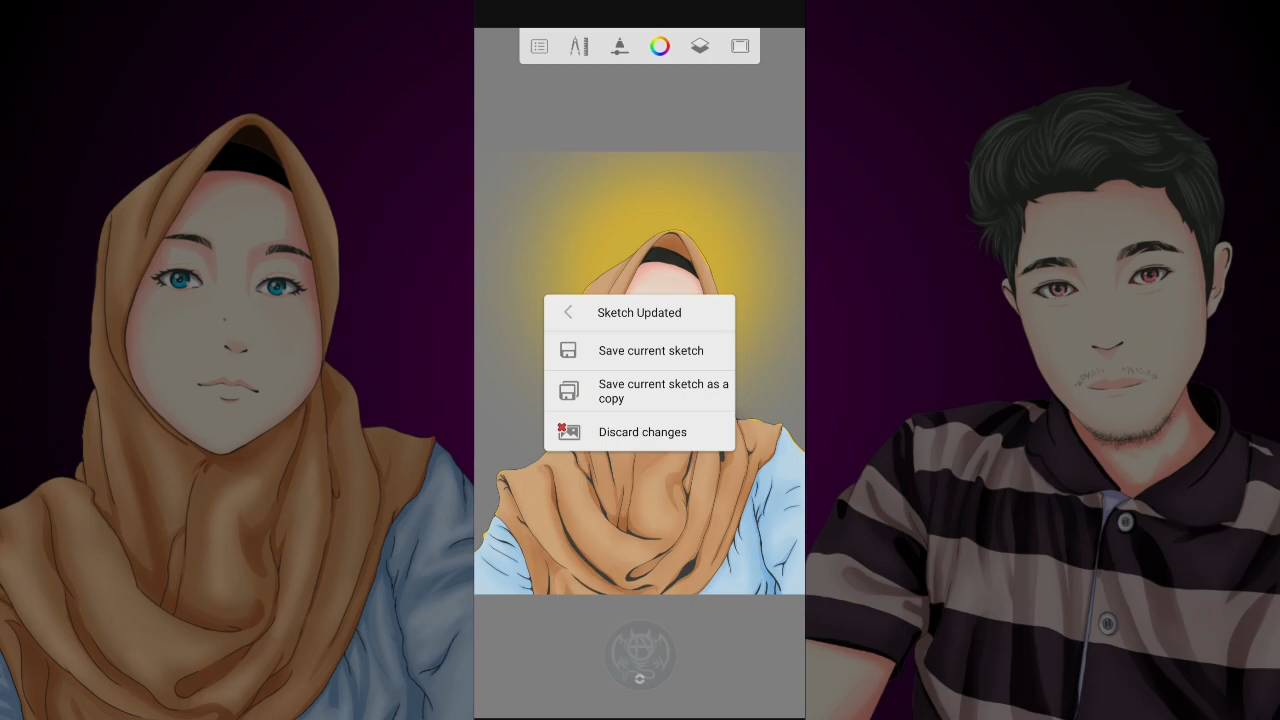 Sketch Updated
Save current sketch
Save current sketch as a
copy
Discard changes